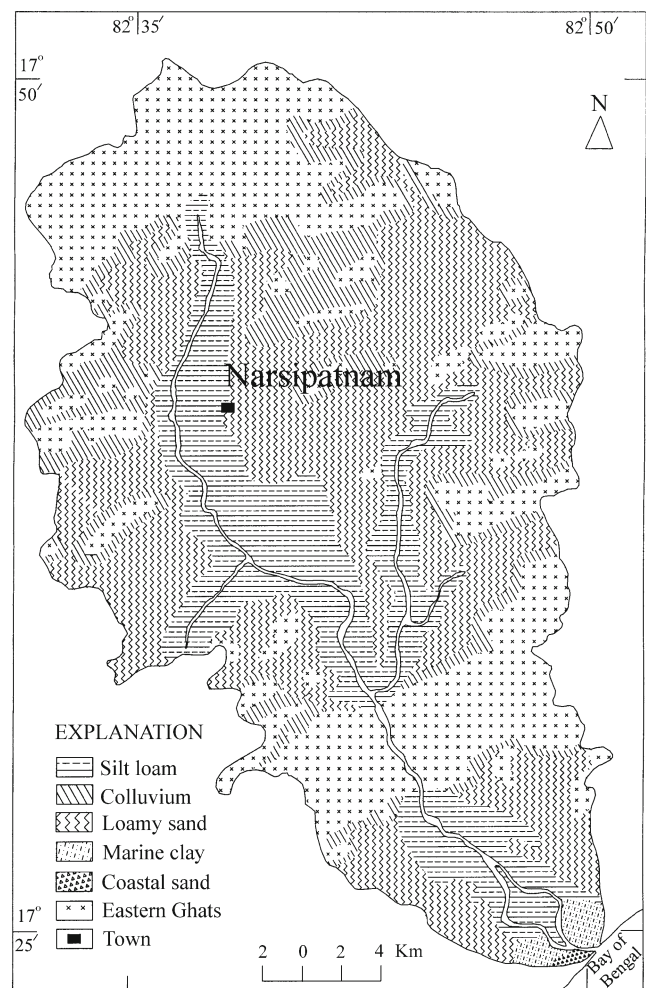 82° 35′
82° 50′
17°
50′
N
Narsipatnam
EXPLANATION
Silt loam
Colluvium
Loamy sand
Marine clay
Coastal sand
Eastern Ghats
Town
17°
25′
2 0 2 4 Km
Bay of
Bengal